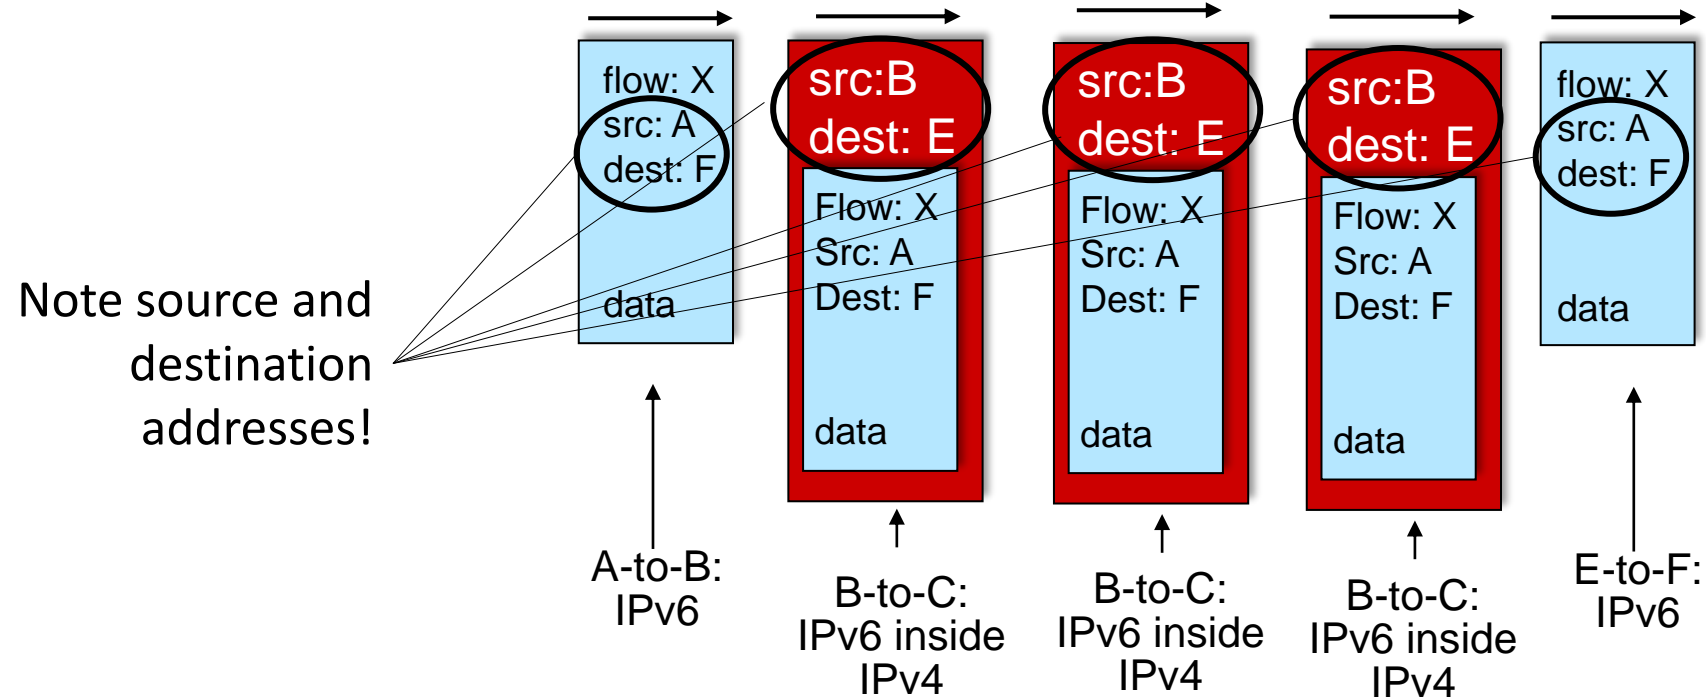 flow: X
src: A
dest: F
data
src:B
dest: E
Flow: X
Src: A
Dest: F
data
src:B
dest: E
Flow: X
Src: A
Dest: F
data
src:B
dest: E
Flow: X
Src: A
Dest: F
data
flow: X
src: A
dest: F
data
Note source and
destination
addresses!
A-to-B:
IPv6
B-to-C:
IPv6 inside
IPv4
B-to-C:
IPv6 inside
IPv4
B-to-C:
IPv6 inside
IPv4
E-to-F:
IPv6